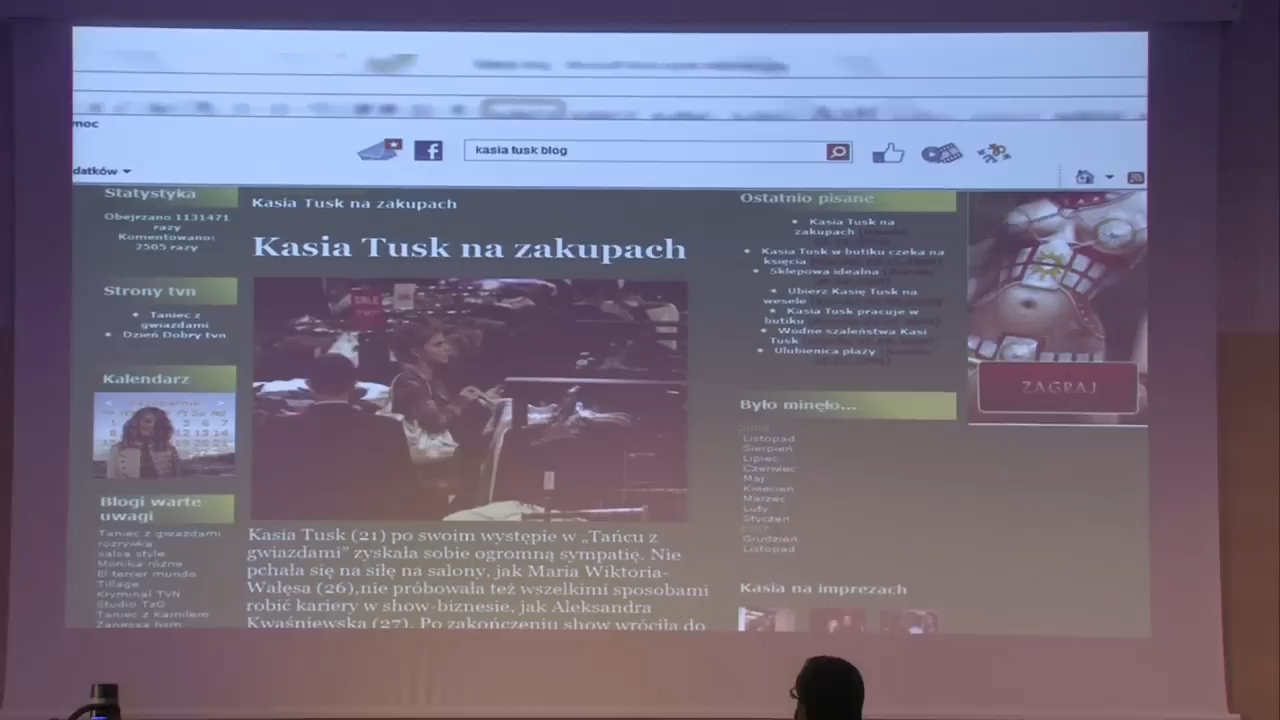 moc
kasia tusk blog
datków
Statystyka
Obejrzano 1131471
razy
Komentowano:
2505 razy
Strony tvn
Taniec z
gwiazdami
Dzień Dobry tvn
Kalendarz
Blogi warte
uwagi
Taniec z gwiazdami
rozrywka
salsa style
Monika różne
El tercer mundo
Tillage
Kryminal TVN
Studio TzG
Taniec z Kamilem
Kasia Tusk na zakupach
Kasia Tusk na zakupach
SALE
Kasia Tusk (21) po swoim występie w „Tańcu z
gwiazdami” zyskała sobie ogromną sympatię. Nie
pchała się na siłę na salony, jak Maria Wiktoria-
Wałęsa (26),nie próbowała też wszelkimi sposobami
robić kariery w show-biznesie, jak Aleksandra
Kwaśniewska (27). Po zakończeniu show wróciła do
Ostatnio pisane
Kasia Tusk na
zakupach
Kasia Tusk w butiku czeka na
księcia
Sklepowa idealna
Ubierz Kasię Tusk na
wesele
Kasia Tusk pracuje w
butiku
Wodne szaleństwa Kasi
Tusk
Ulubienica plaży
Było minęło...
Listopad
Sierpień
Lipiec
Czerwiec
Maj
Kwiecień
Marzec
Luty
Styczeń
Grudzień
Listopad
Kasia na imprezach
ZAGRAJ